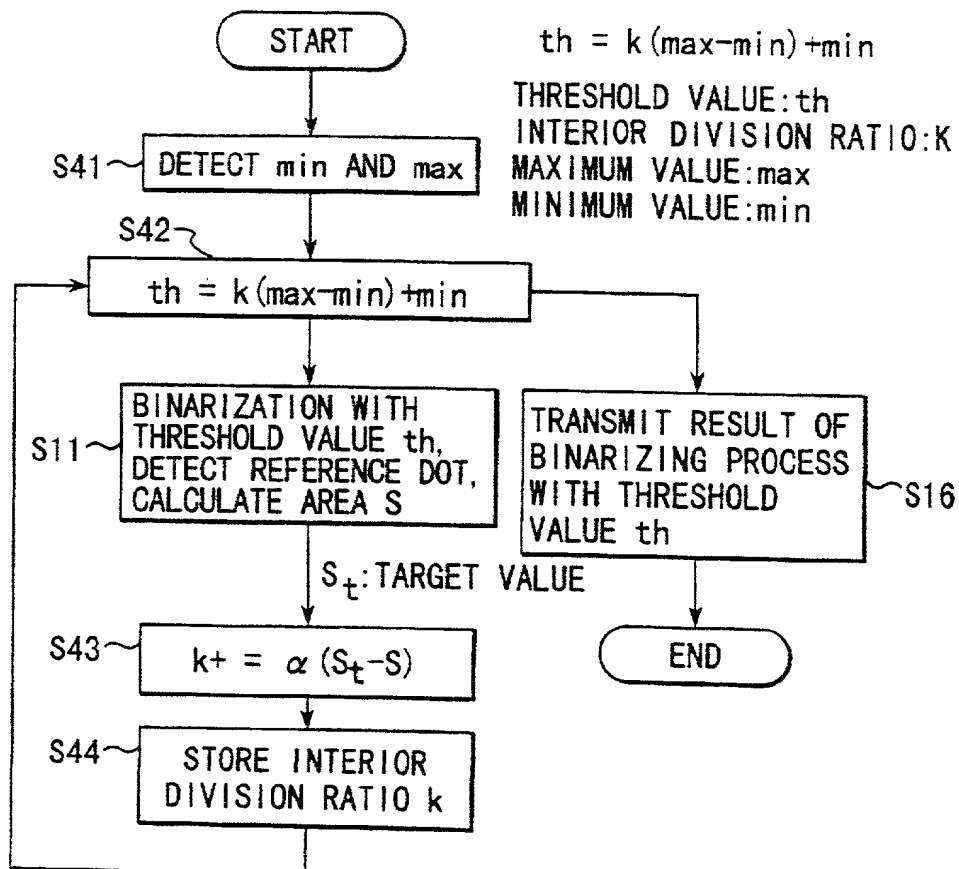 START
th = k(max-min)+min
THRESHOLD VALUE:th
INTERIOR DIVISION RATIO:K
MAXIMUM VALUE:max
MINIMUM VALUE:min
S41
DETECT min AND max
S42
th = k(max-min)+min
S11
BINARIZATION WITH
THRESHOLD VALUE th,
DETECT REFERENCE DOT,
CALCULATE AREA S
TRANSMIT RESULT OF
BINARIZING PROCESS
WITH THRESHOLD
VALUE th
S16
St:TARGET VALUE
S43
k+ = α(St-S)
END
S44
STORE INTERIOR
DIVISION RATIO k